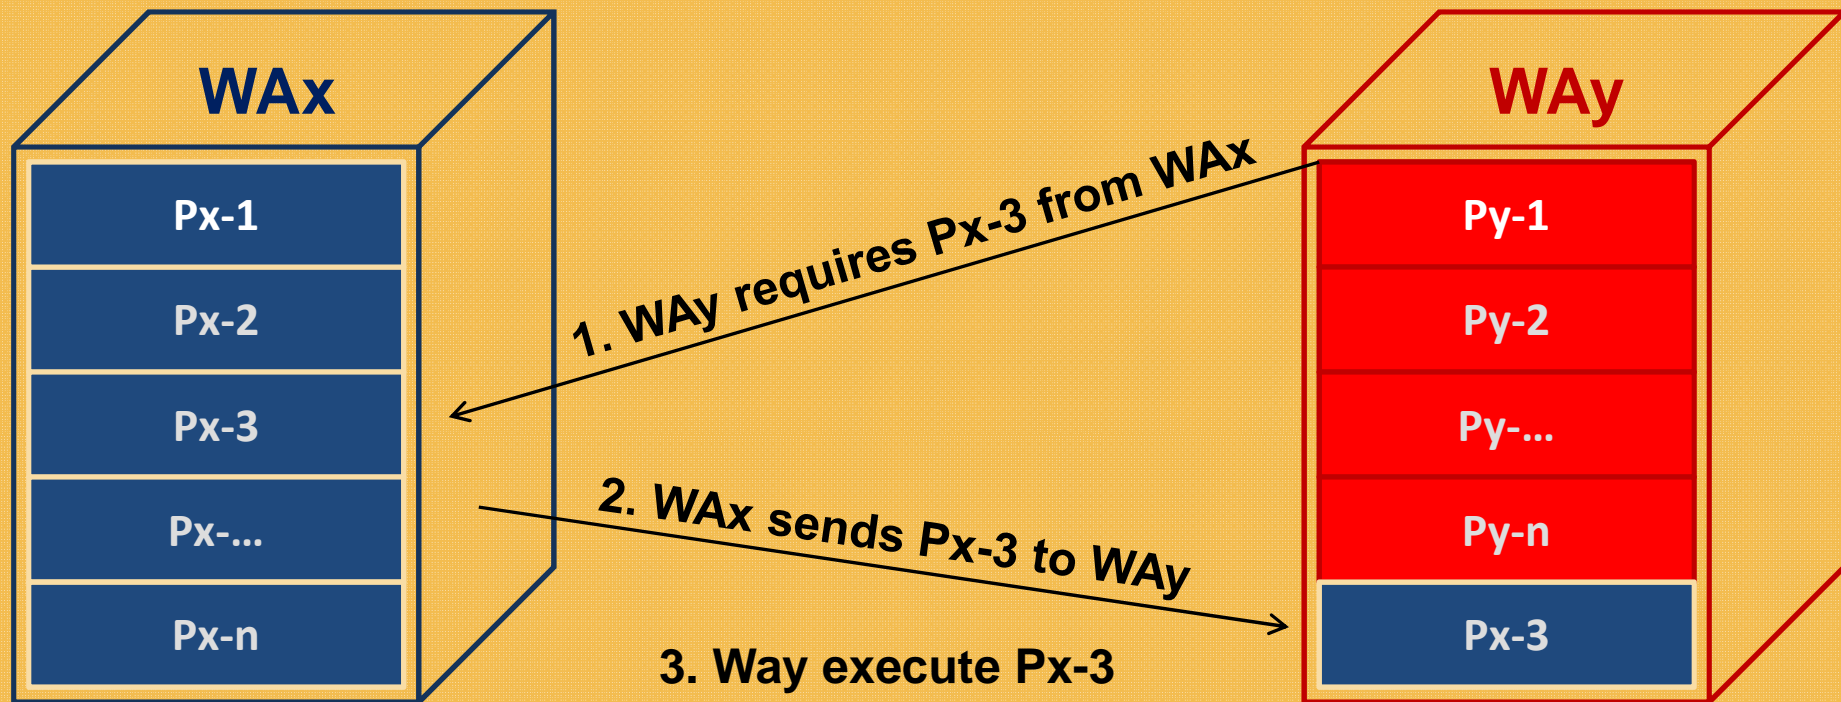 WAx
WAy
Px-1
Px-2
Px-3
Px-...
Px-n
1. WAy requires Px-3 from WAx
2. WAx sends Px-3 to WAy
3. Way execute Px-3
Py-1
Py-2
Py-...
Py-n
Px-3